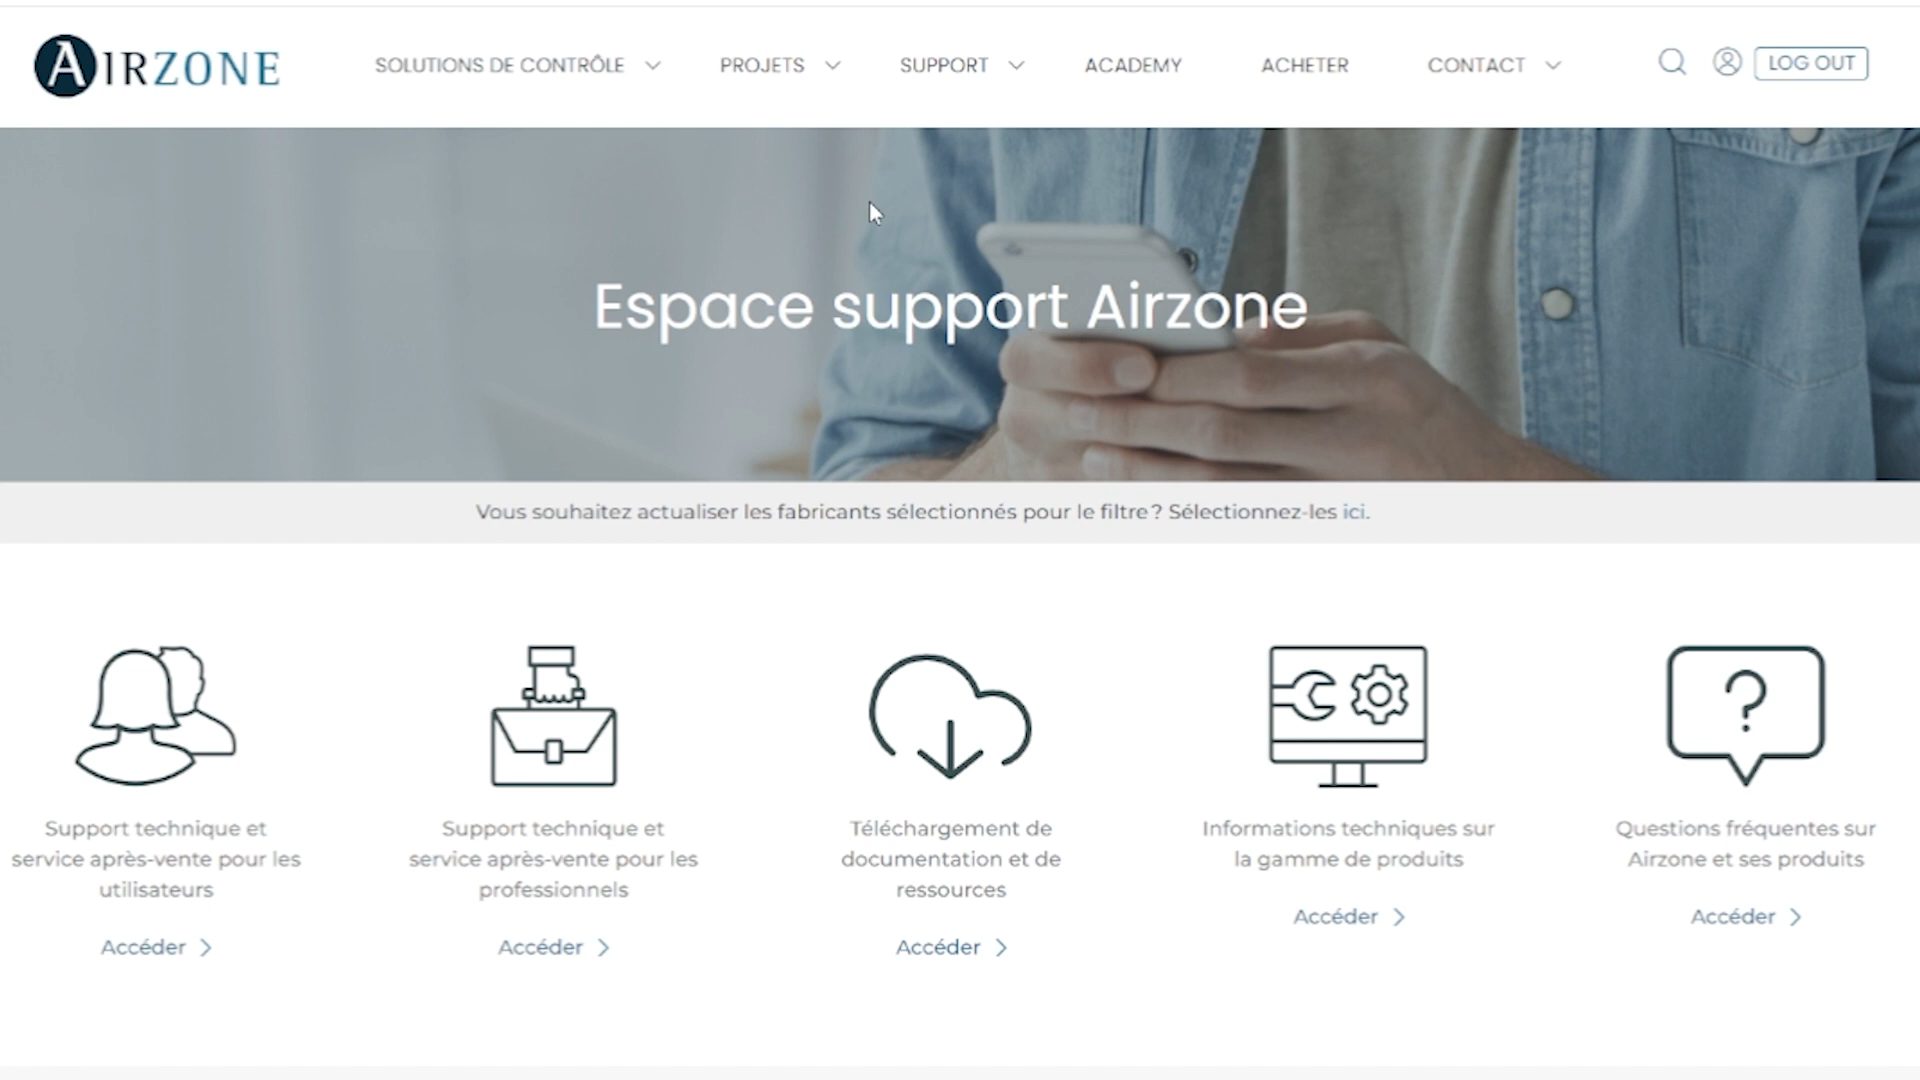 AIRZONE
SOLUTIONS DE CONTRÔLE
PROJETS
SUPPORT
ACADEMY
ACHETER
CONTACT
LOG OUT
Espace support Airzone
Vous souhaitez actualiser les fabricants sélectionnés pour le filtre ? Sélectionnez-les ici.
Support technique et
service après-vente pour les
utilisateurs
Accéder
Support technique et
service après-vente pour les
professionnels
Accéder
Téléchargement de
documentation et de
ressources
Accéder
Informations techniques sur
la gamme de produits
Accéder
Questions fréquentes sur
Airzone et ses produits
Accéder